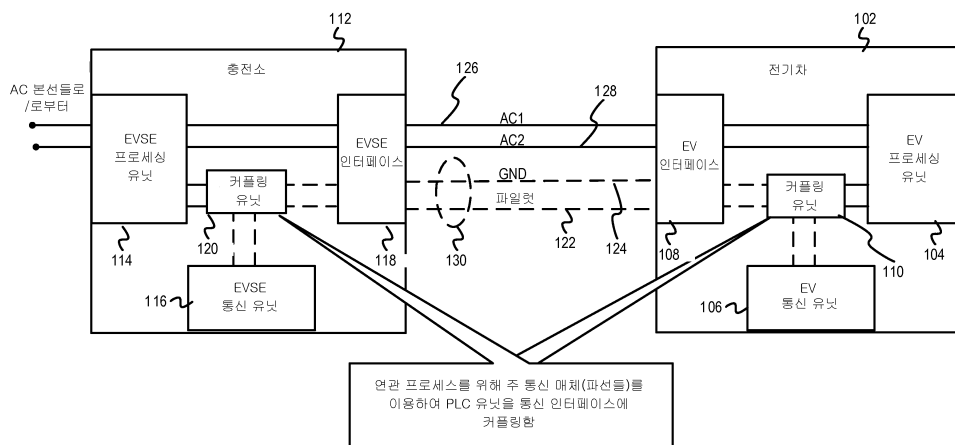 112
102
충전소
전기차
AC 본선들로
/로부터
126
128
AC1
AC2
EVSE
프로세싱
유닛
EVSE
인터페이스
EV
인터페이스
EV
프로세싱
유닛
커플링
유닛
GND
파일럿
커플링
유닛
114
120
118
130
122
124
108
110
104
116
EVSE
통신 유닛
106
EV
통신 유닛
연관 프로세스를 위해 주 통신 매체(파선들)를
이용하여 PLC 유닛을 통신 인터페이스에
커플링함